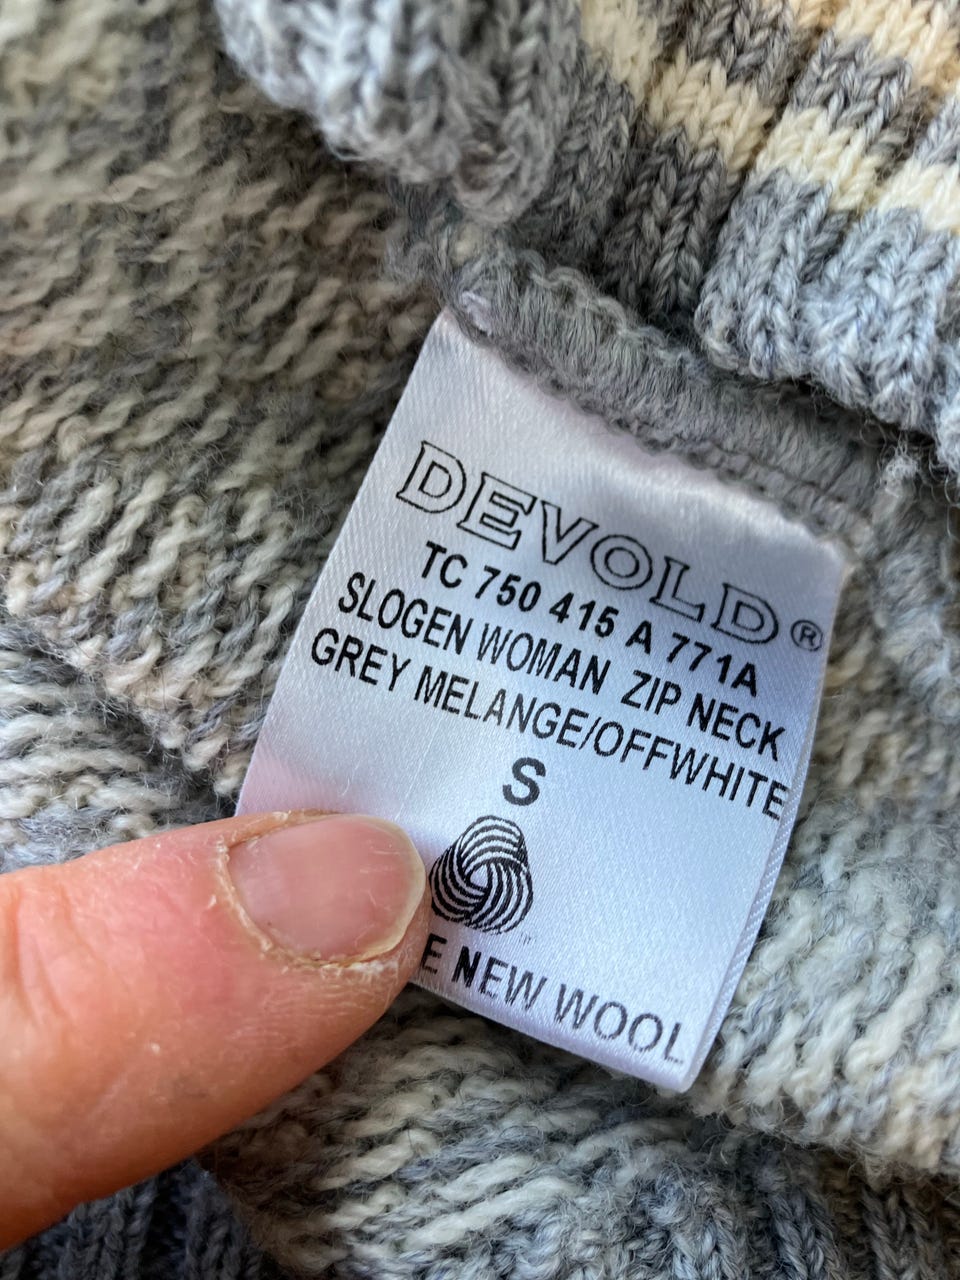 DEVOLD®
TC 750 415 A 771A
SLOGEN WOMAN ZIP NECK
GREY MELANGE/OFFWHITE
S
E NEW WOOL